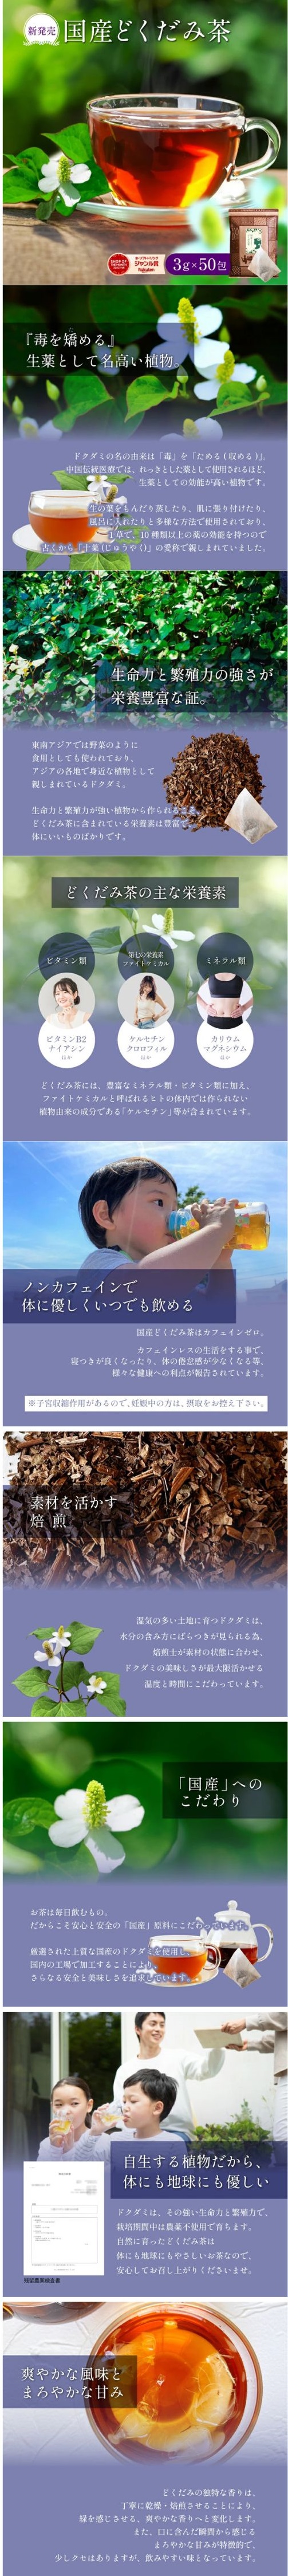 新発売
国産どくだみ茶
SHOP OF THE MONTH
ジャンル賞
Rakuten
3g×50包
『毒を矯める』
生薬として名高い植物。
ドクダミの名の由来は「毒」を「ためる(収める)」。
中国伝統医療では、れっきとした薬として使用されるほど、
生薬としての効能が高い植物です。
生の葉をもんだり蒸したり、肌に張り付けたり、
風呂に入れたりと多様な方法で使用されており、
1草で、10種類以上の薬の効能を持つので
古くから「十薬(じゅうやく)」の愛称で親しまれていました。
生命力と繁殖力の強さが
栄養豊富な証。
東南アジアでは野菜のように
食用としても使われており、
アジアの各地で身近な植物として
親しまれているドクダミ。
生命力と繁殖力が強い植物から作られるこそ、
どくだみ茶に含まれている栄養素は豊富で、
体にいいものばかりです。
どくだみ茶の主な栄養素
ビタミン類
第七の栄養素
ファイトケミカル
ミネラル類
ビタミンB2
ナイアシン
ほか
ケルセチン
クロロフィル
ほか
カリウム
マグネシウム
ほか
どくだみ茶には、豊富なミネラル類・ビタミン類に加え、
ファイトケミカルと呼ばれるヒトの体内では作られない
植物由来の成分である「ケルセチン」等が含まれています。
ノンカフェインで
体に優しくいつでも飲める
国産どくだみ茶はカフェインゼロ。
カフェインレスの生活をする事で、
寝つきが良くなったり、体の倦怠感が少なくなる等、
様々な健康への利点が報告されています。
※子宮収縮作用があるので、妊娠中の方は、摂取をお控え下さい。
素材を活かす
焙煎
湿気の多い土地に育つドクダミは、
水分の含み方にばらつきが見られる為、
焙煎士が素材の状態に合わせ、
ドクダミの美味しさが最大限活かせる
温度と時間にこだわっています。
「国産」への
こだわり
お茶は毎日飲むもの。
だからこそ安心と安全の「国産」原料にこだわっています。
厳選された上質な国産のドクダミを使用し、
国内の工場で加工することにより、
さらなる安全と美味しさを追求しています。
自生する植物だから、
体にも地球にも優しい
ドクダミは、その強い生命力と繁殖力で、
栽培期間中は農薬不使用で育ちます。
自然に育ったどくだみ茶は
体にも地球にもやさしいお茶なので、
安心してお召し上がりくださいませ。
残留農薬検査書
爽やかな風味と
まろやかな甘み
どくだみの独特な香りは、
丁寧に乾燥・焙煎させることにより、
緑を感じさせる、爽やかな香りへと変化します。
また、口に含んだ瞬間から感じる
まろやかな甘みが特徴的で、
少しクセはありますが、飲みやすい味となっています。